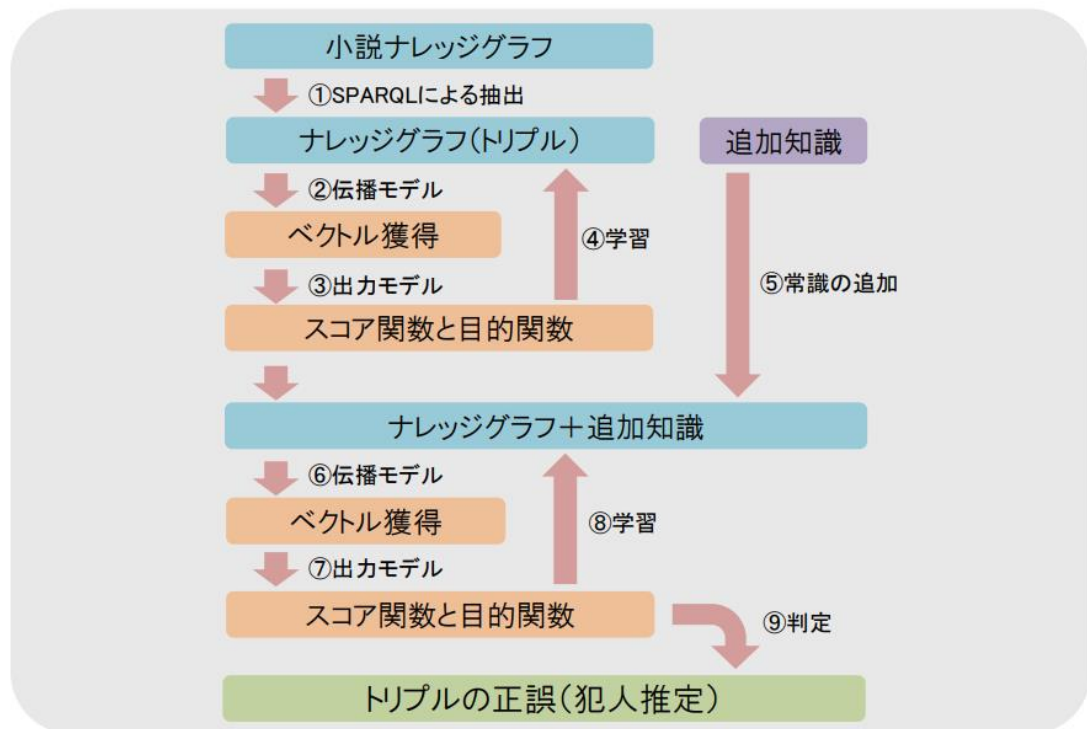 小説ナレッジグラフ
①SPARQLによる抽出
ナレッジグラフ(トリプル)
追加知識
②伝播モデル
ベクトル獲得
④学習
③出力モデル
⑤常識の追加
スコア関数と目的関数
ナレッジグラフ＋追加知識
⑥伝播モデル
ベクトル獲得
⑧学習
⑦出力モデル
スコア関数と目的関数
⑨判定
トリプルの正誤(犯人推定)